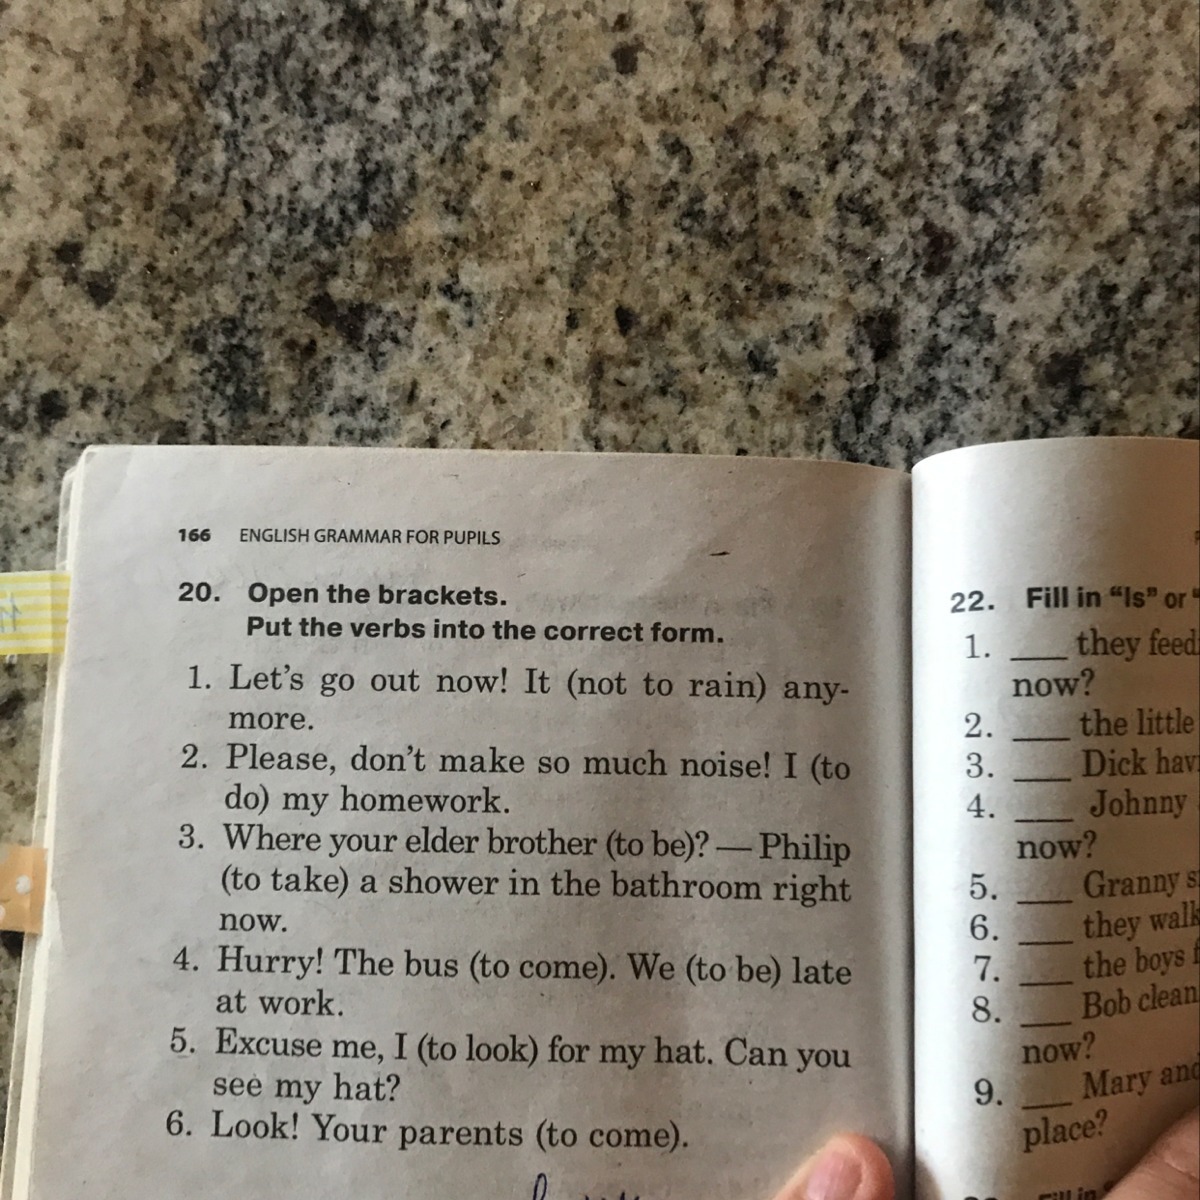 166 ENGLISH GRAMMAR FOR PUPILS
20. Open the brackets.
Put the verbs into the correct form.
1. Let's go out now! It (not to rain) any-
more.
2. Please, don't make so much noise! I (to
do) my homework.
3. Where your elder brother (to be)? — Philip
(to take) a shower in the bathroom right
now.
4. Hurry! The bus (to come). We (to be) late
at work.
5. Excuse me, I (to look) for my hat. Can you
see my hat?
6. Look! Your parents (to come).
22. Fill in "Is" or "
1. ___ they feed
now?
2. ___ the little
3. ___ Dick hav
4. ___ Johnny
now?
5. ___ Granny
6. ___ they walk
7. ___ the boys
8. ___ Bob clean
now?
9. ___ Mary and
place?